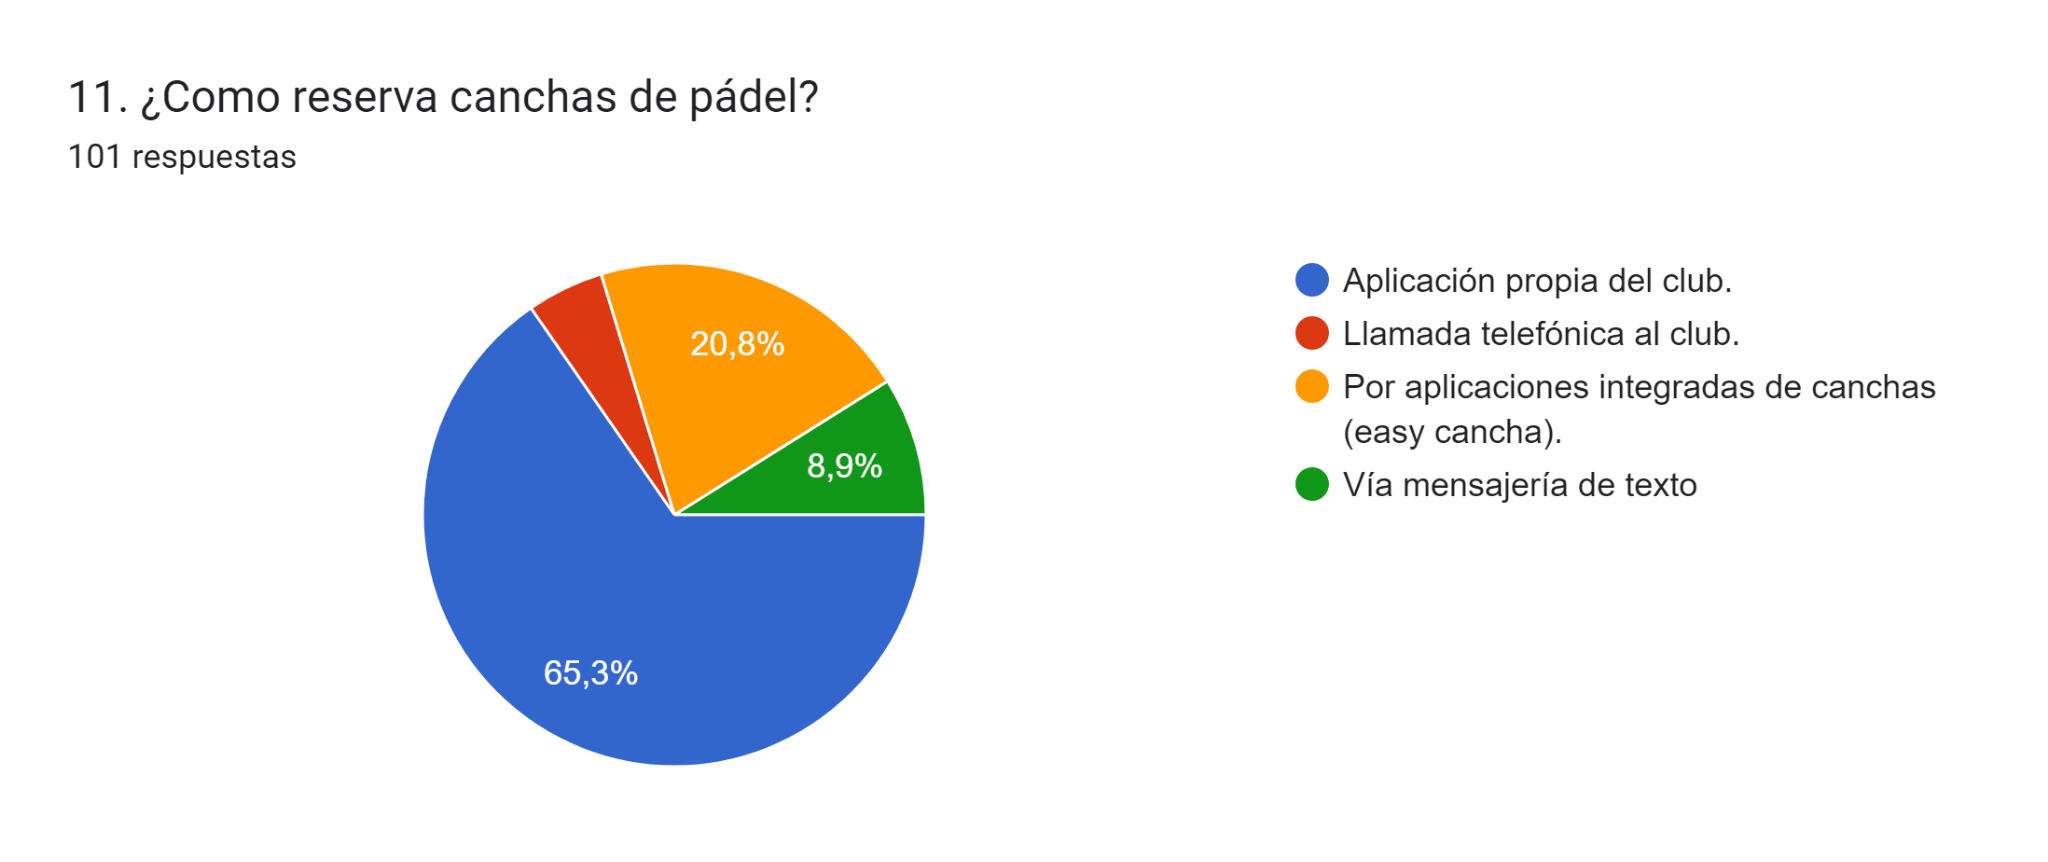 11. ¿Como reserva canchas de pádel?
101 respuestas
20,8%
8,9%
65,3%
Aplicación propia del club.
Llamada telefónica al club.
Por aplicaciones integradas de canchas
(easy cancha).
Vía mensajería de texto